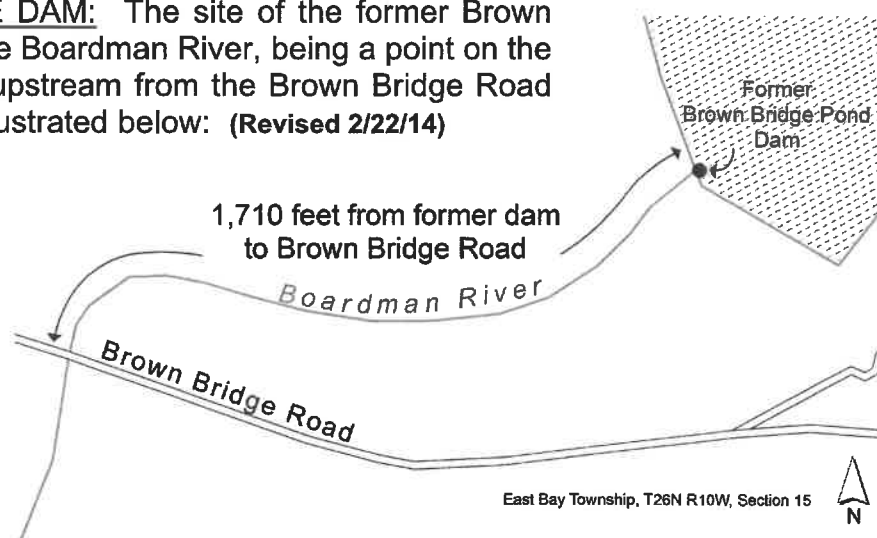 E DAM: The site of the former Brown
e Boardman River, being a point on the
upstream from the Brown Bridge Road
ustrated below: (Revised 2/22/14)
Former
Brown Bridge Pond
Dam
1,710 feet from former dam
to Brown Bridge Road
Boardman River
Brown Bridge Road
East Bay Township, T26N R10W, Section 15
N